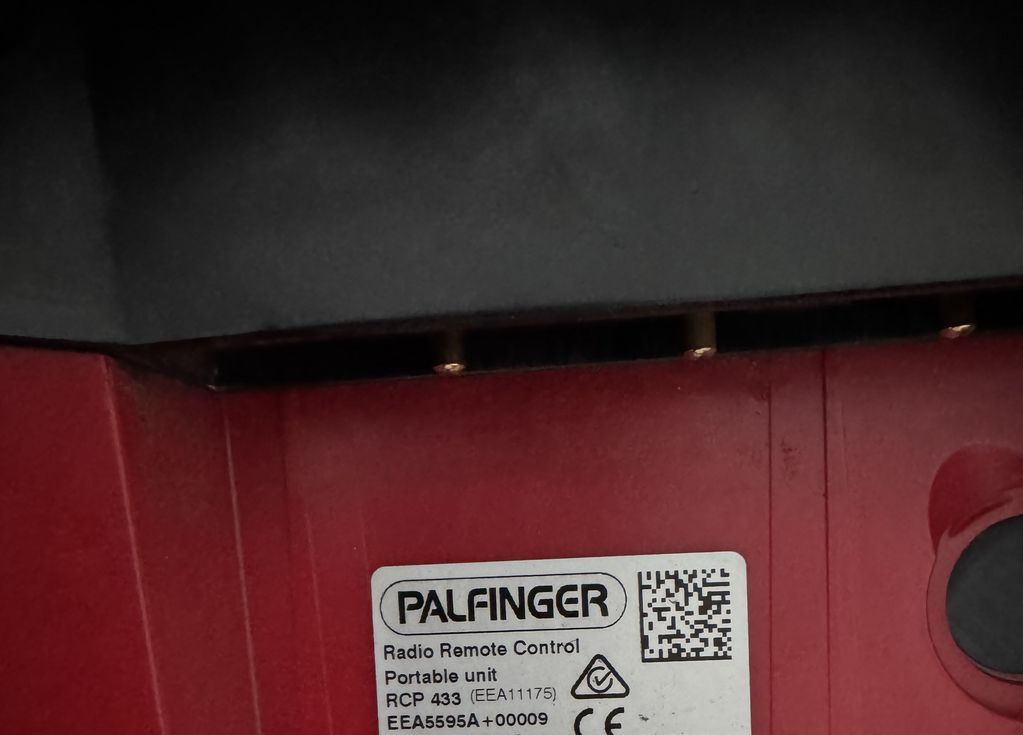 PALFINGER
Radio Remote Control
Portable unit
RCP 433 (EEA11175)
EEA5595A+00009
CE